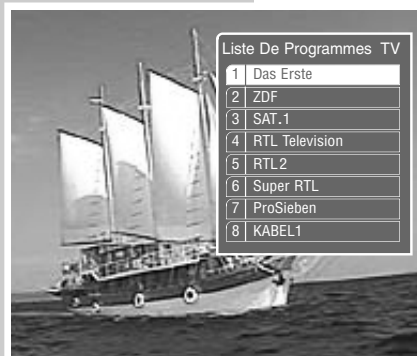 Liste De Programmes TV
1 Das Erste
2 ZDF
3 SAT.1
4 RTL Television
5 RTL2
6 Super RTL
7 ProSieben
8 KABEL1